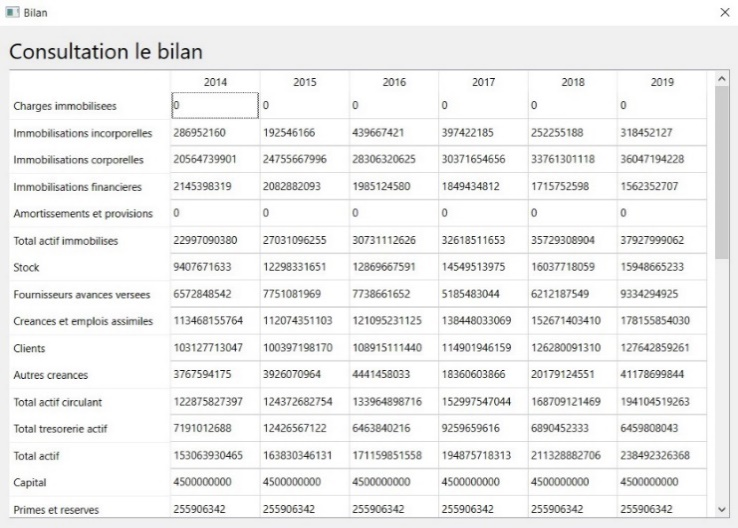 Bilan
Consultation le bilan
2014 2015 2016 2017 2018 2019
Charges immobilisees 0 0 0 0 0 0
Immobilisations incorporelles 286952160 192546166 439667421 397422185 252255188 318452127
Immobilisations corporelles 20564739901 24755667996 28306320625 30371654656 33761301118 36047194228
Immobilisations financieres 2145398319 2082882093 1985124580 1849434812 1715752598 1562352707
Amortissements et provisions 0 0 0 0 0 0
Total actif immobilises 22997090380 27031096255 30731112626 32618511653 35729308904 37927999062
Stock 9407671633 12298331651 12869667591 14549513975 16037718059 15948665233
Fournisseurs avances versees 6572848542 7751081969 7738661652 5185483044 6212187549 9334294925
Creances et emplois assimiles 113468155764 112074351103 121095231125 138448033069 152671403410 178155854030
Clients 103127713047 100397198170 108915111440 114901946159 126280091310 127642859261
Autres creances 3767594175 3926070964 4441458033 18360603866 20179124551 41178699844
Total actif circulant 122875827397 124372682754 133964898716 152997547044 168709121469 194104519263
Total tresorerie actif 7191012688 12426567122 6463840216 9259659616 6890452333 6459808043
Total actif 153063930465 163830346131 171159851558 194875718313 211328882706 238492326368
Capital 4500000000 4500000000 4500000000 4500000000 4500000000 4500000000
Primes et reserves 255906342 255906342 255906342 255906342 255906342 255906342